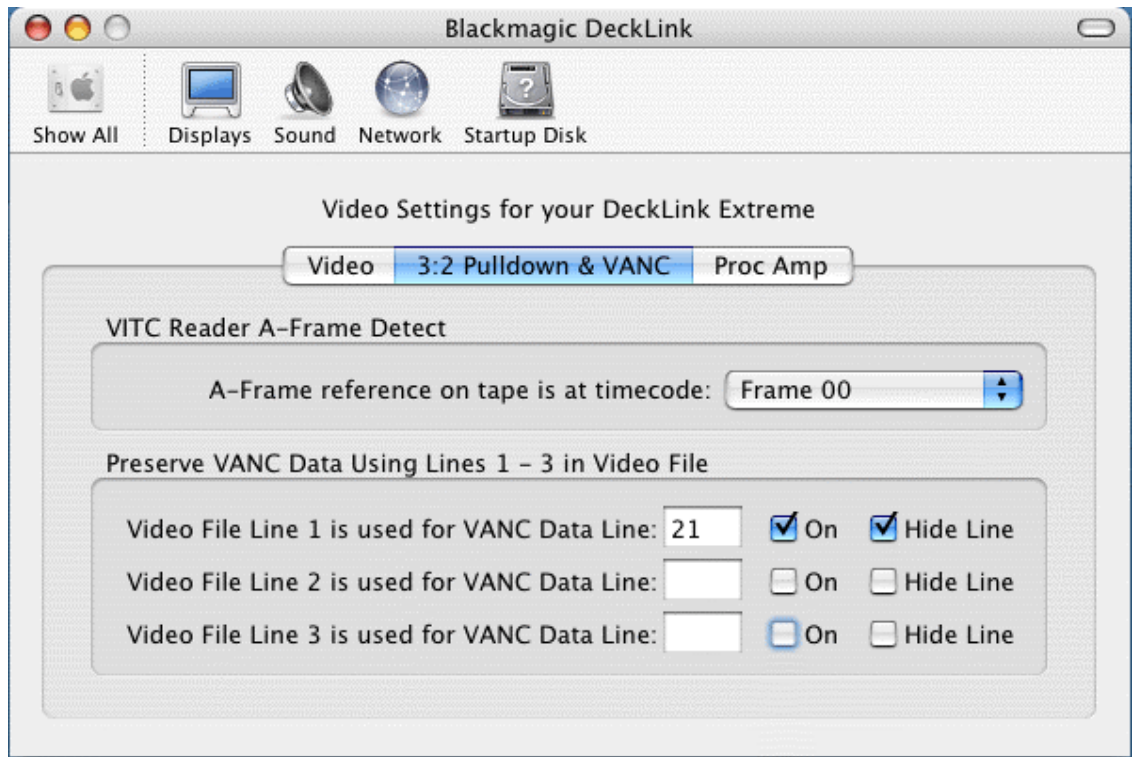 Blackmagic DeckLink
Show All Displays Sound Network Startup Disk
Video Settings for your DeckLink Extreme
Video 3:2 Pulldown & VANC Proc Amp
VITC Reader A-Frame Detect
A-Frame reference on tape is at timecode: Frame 00
Preserve VANC Data Using Lines 1 - 3 in Video File
Video File Line 1 is used for VANC Data Line: 21 On Hide Line
Video File Line 2 is used for VANC Data Line: On Hide Line
Video File Line 3 is used for VANC Data Line: On Hide Line